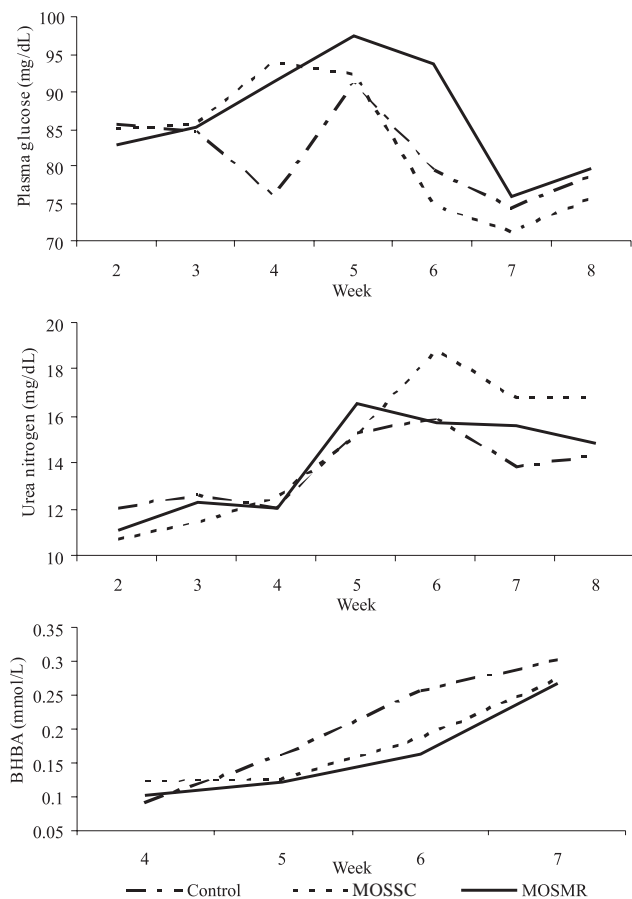 Plasma glucose (mg/dL)
100
95
90
85
80
75
70
2 3 4 5 6 7 8
Week
Urea nitrogen (mg/dL)
20
18
16
14
12
10
2 3 4 5 6 7 8
Week
BHBA (mmol/L)
0.35
0.3
0.25
0.2
0.15
0.1
0.05
4 5 6 7
Week
Control MOSSC MOSMR